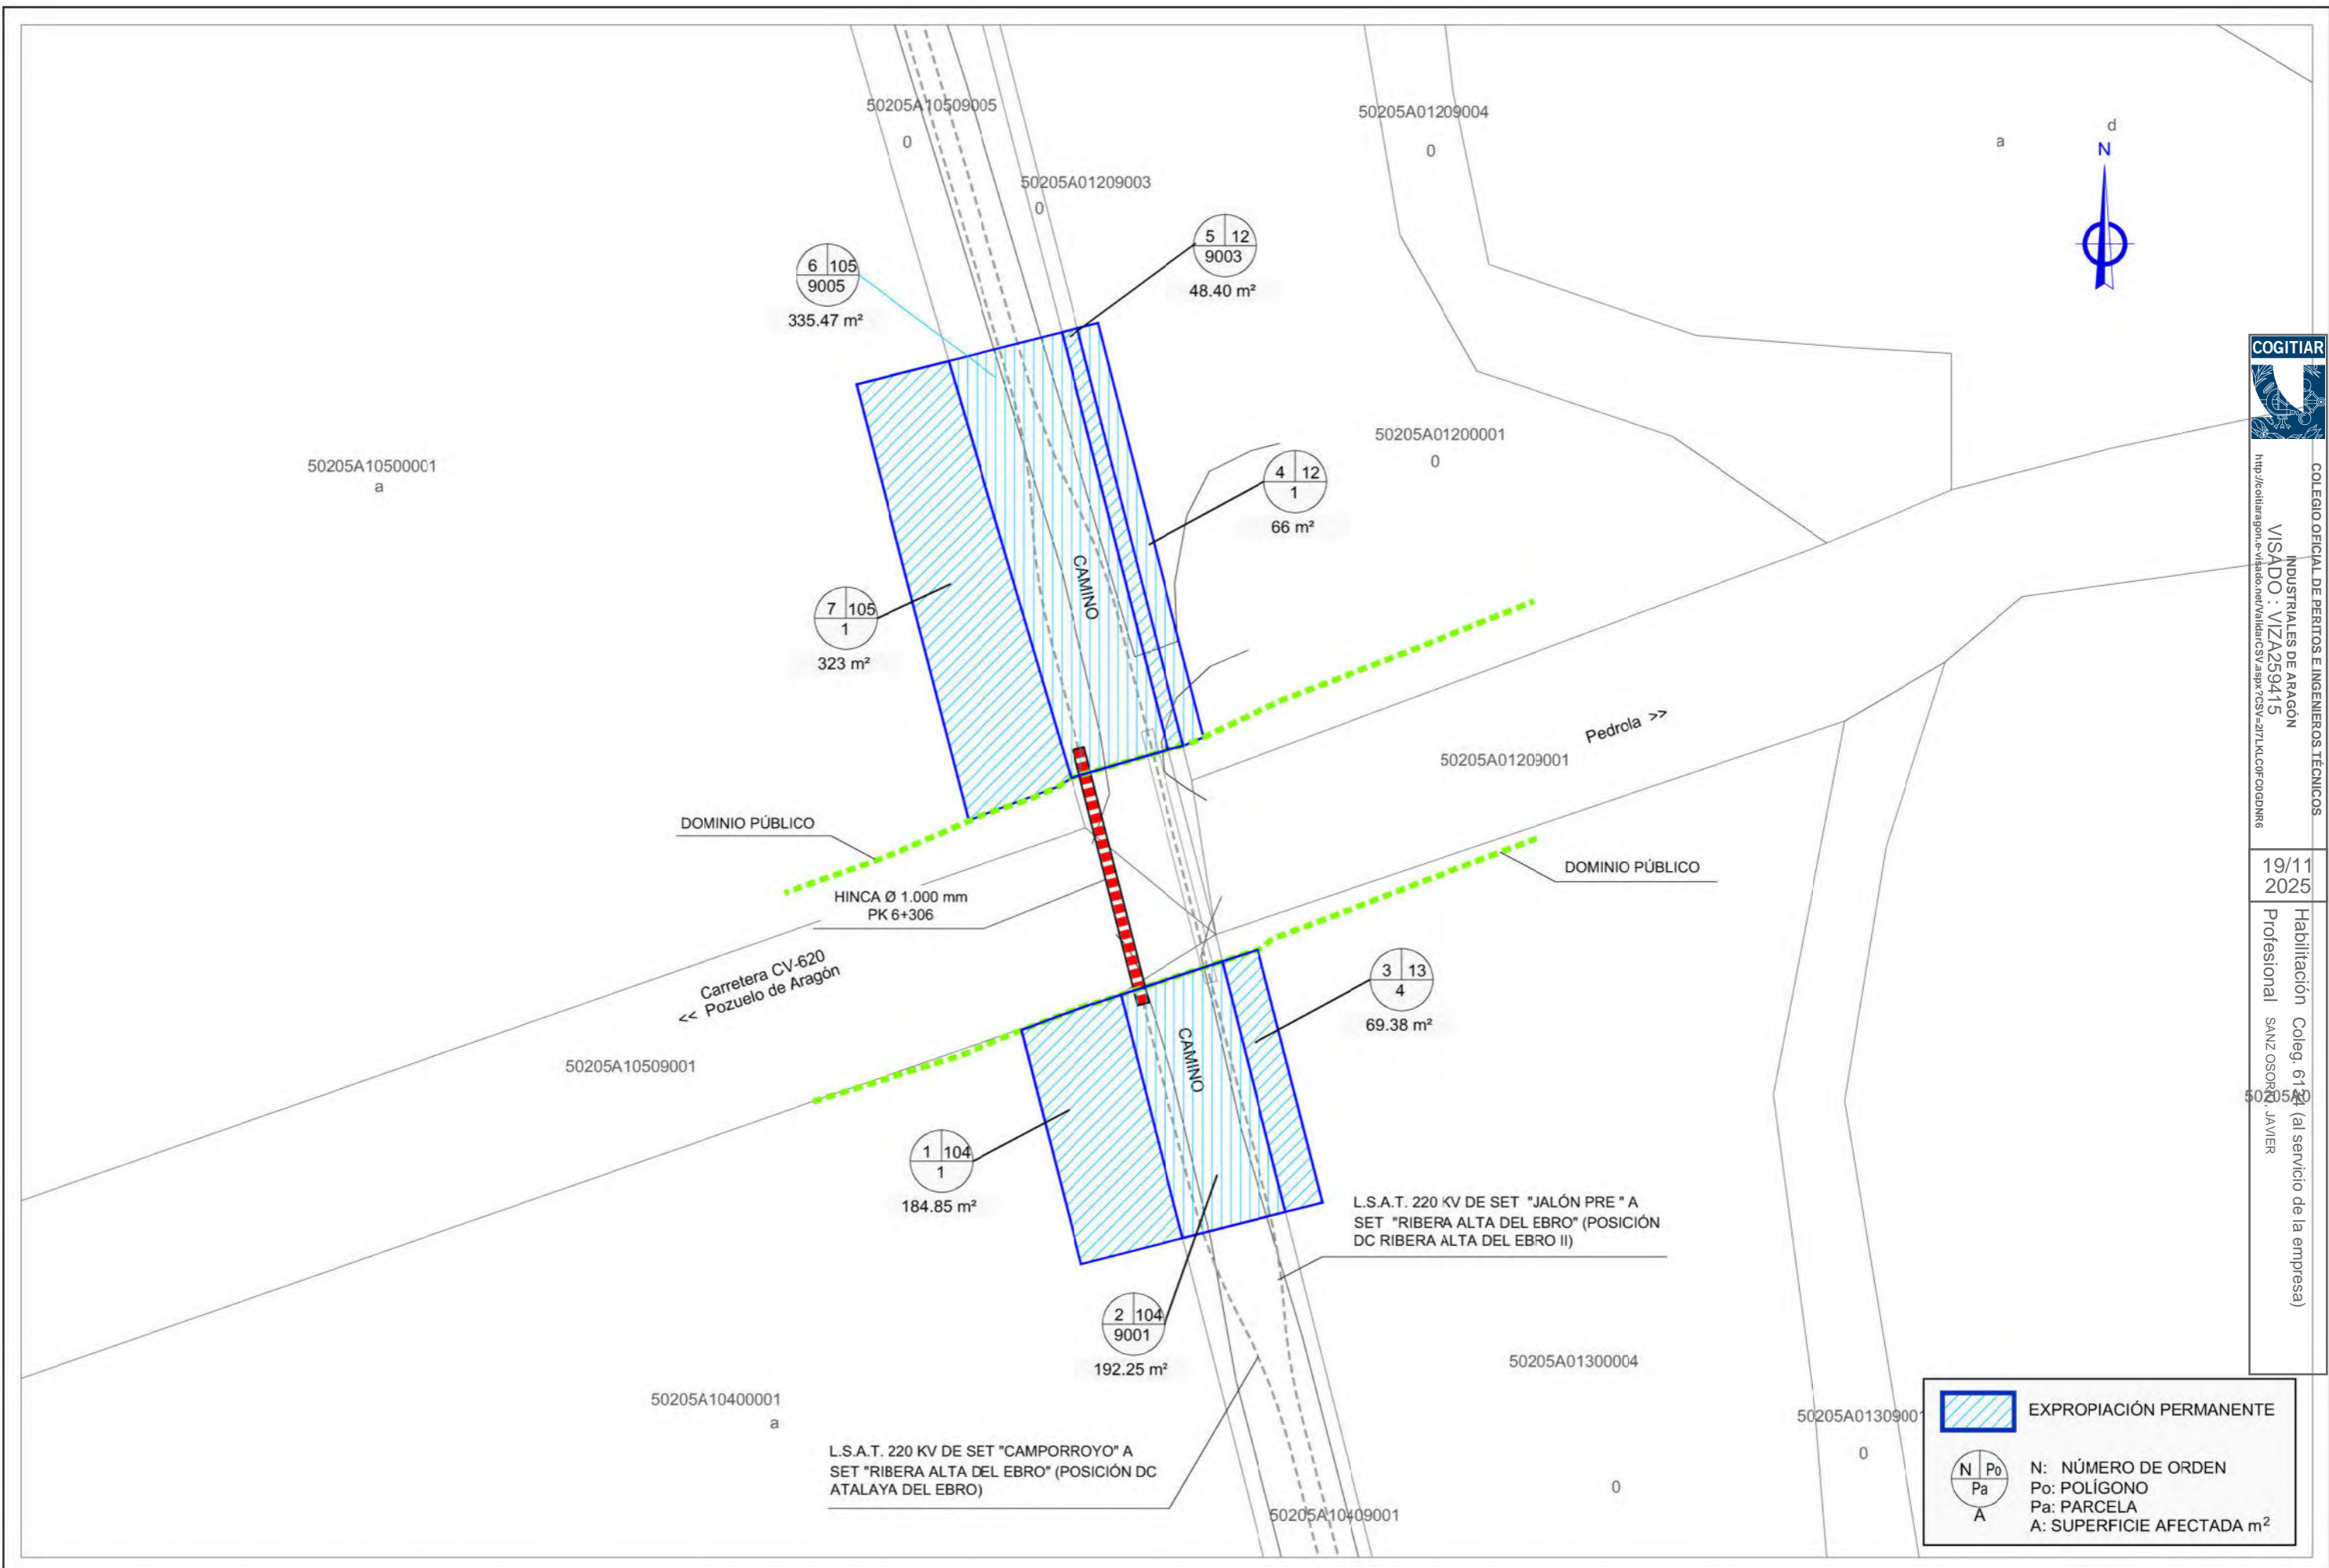 50205A10509005
0
50205A01209003
0
50205A01209004
0
a
d
N
6 105
9005
335.47 m²
5 12
9003
48.40 m²
50205A10500001
a
50205A01200001
0
4 12
1
66 m²
CAMINO
7 105
1
323 m²
Pedrola >>
50205A01209001
DOMINIO PÚBLICO
DOMINIO PÚBLICO
HINCA Ø 1.000 mm
PK 6+306
Carretera CV-620
<< Pozuelo de Aragón
3 13
4
69.38 m²
CAMINO
50205A10509001
1 104
1
184.85 m²
L.S.A.T. 220 KV DE SET "JALÓN PRE" A
SET "RIBERA ALTA DEL EBRO" (POSICIÓN
DC RIBERA ALTA DEL EBRO II)
2 104
9001
192.25 m²
50205A01300004
0
50205A10400001
a
L.S.A.T. 220 KV DE SET "CAMPORROYO" A
SET "RIBERA ALTA DEL EBRO" (POSICIÓN DC
ATALAYA DEL EBRO)
50205A10409001
50205A01309001
0
50205A0
EXPROPIACIÓN PERMANENTE
N Po
Pa
A
N: NÚMERO DE ORDEN
Po: POLÍGONO
Pa: PARCELA
A: SUPERFICIE AFECTADA m²
COGITIAR
COLEGIO OFICIAL DE PERITOS E INGENIEROS TÉCNICOS
INDUSTRIALES DE ARAGÓN
VISADO : VIZA259415
19/11
2025
Habilitación Coleg. 6134 (al servicio de la empresa)
Profesional SANZ OSORIO, JAVIER